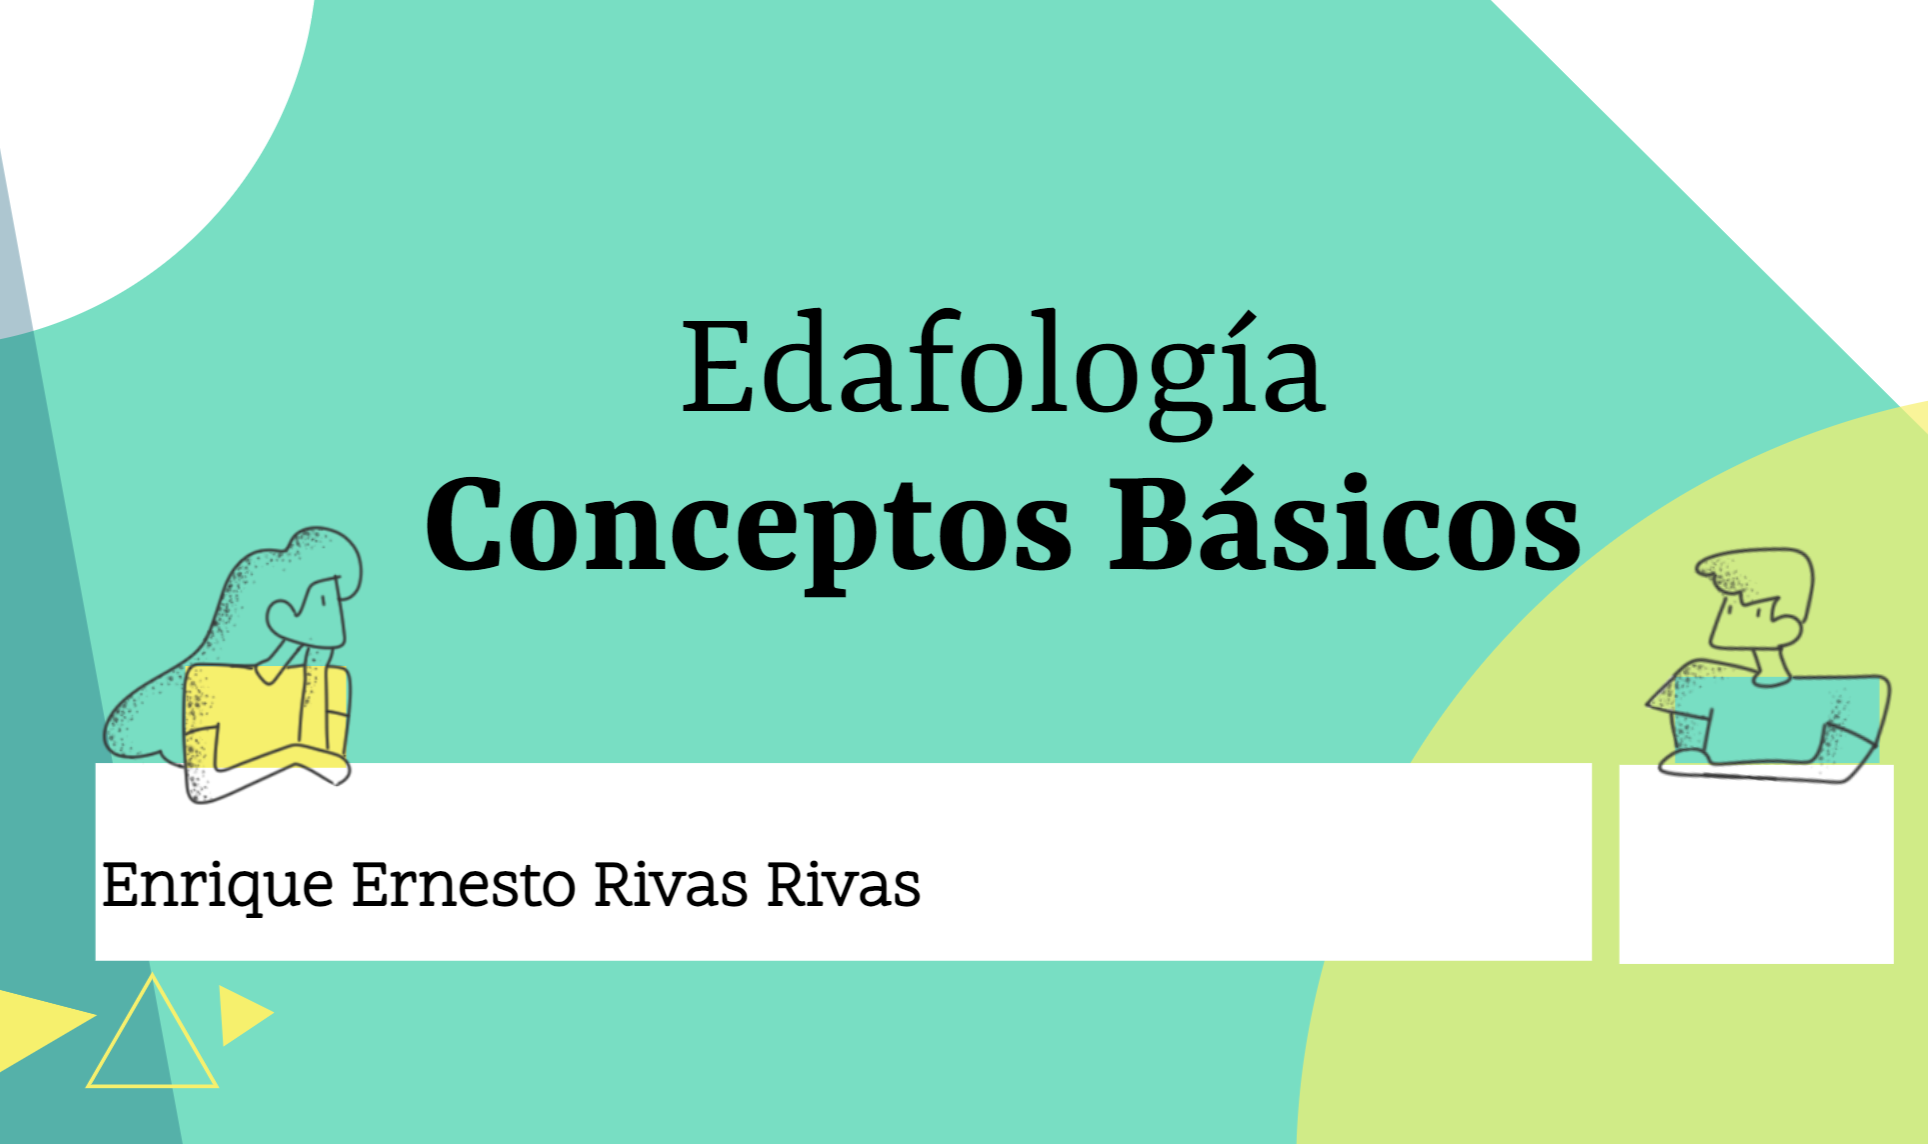 Edafología
Conceptos Básicos
Enrique Ernesto Rivas Rivas